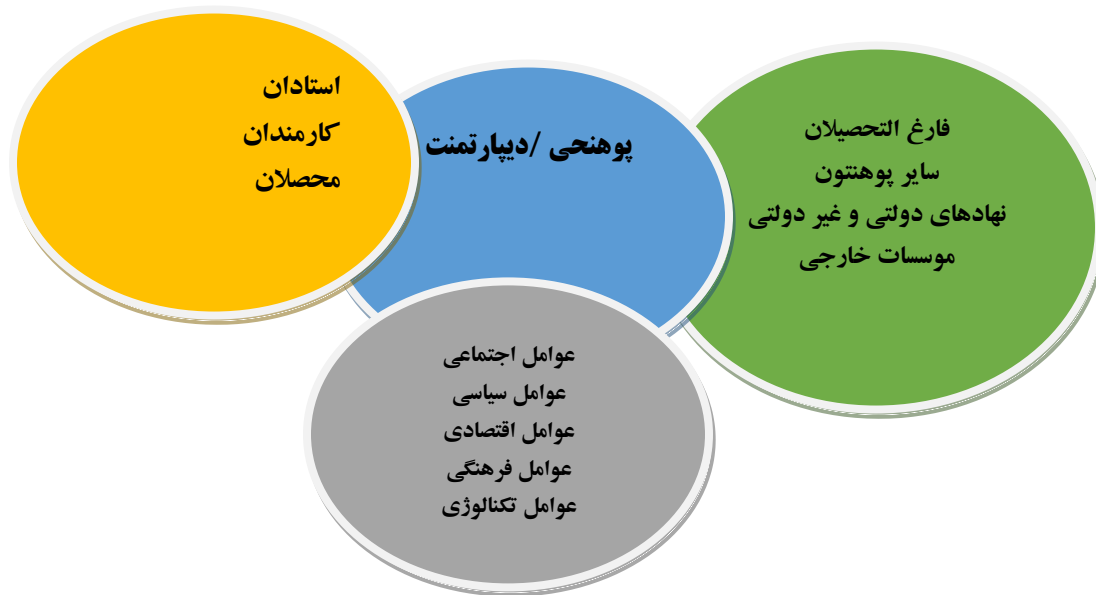 استادان
کارمندان
محصلان
پوهنحی /دیپارتمنت
فارغ التحصیلان
سایر پوهنتون
نهادهای دولتی و غیر دولتی
موسسات خارجی
عوامل اجتماعی
عوامل سیاسی
عوامل اقتصادی
عوامل فرهنگی
عوامل تکنالوژی